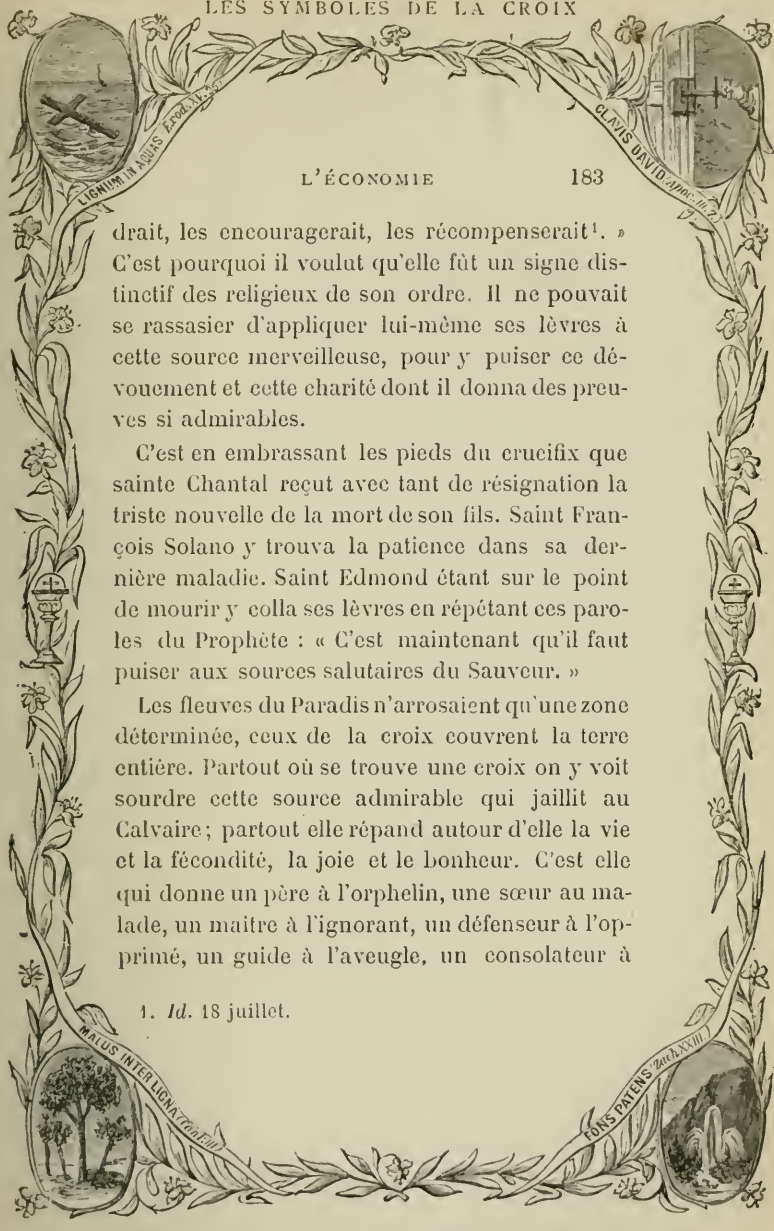 LES SYMBOLES DE LA CROIX
LIGNUM IN AQUAS Exod. XV.
CLAVIS DAVID Apoc. III. 7.
L'ÉCONOMIE 183
drait, les encouragerait, les récompenserait¹. »
C'est pourquoi il voulut qu'elle fût un signe dis-
tinctif des religieux de son ordre. Il ne pouvait
se rassasier d'appliquer lui-même ses lèvres à
cette source merveilleuse, pour y puiser ce dé-
vouement et cette charité dont il donna des preu-
ves si admirables.
C'est en embrassant les pieds du crucifix que
sainte Chantal reçut avec tant de résignation la
triste nouvelle de la mort de son fils. Saint Fran-
çois Solano y trouva la patience dans sa der-
nière maladie. Saint Edmond étant sur le point
de mourir y colla ses lèvres en répétant ces paro-
les du Prophète : « C'est maintenant qu'il faut
puiser aux sources salutaires du Sauveur. »
Les fleuves du Paradis n'arrosaient qu'une zone
déterminée, ceux de la croix couvrent la terre
entière. Partout où se trouve une croix on y voit
sourdre cette source admirable qui jaillit au
Calvaire ; partout elle répand autour d'elle la vie
et la fécondité, la joie et le bonheur. C'est elle
qui donne un père à l'orphelin, une sœur au ma-
lade, un maitre à l'ignorant, un défenseur à l'op-
primé, un guide à l'aveugle, un consolateur à
1. Id. 18 juillet.
MALUS INTER LIGNA
FONS PATENS Zach. XXIII. 1